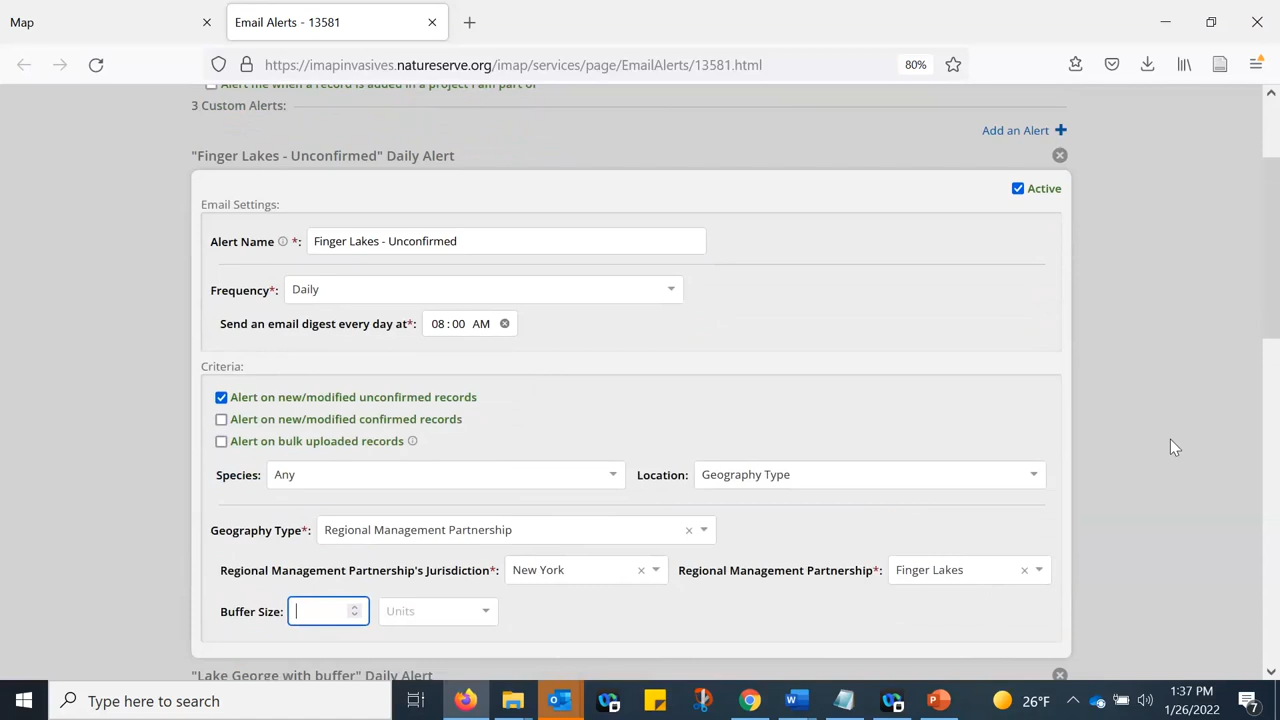 Map
Email Alerts - 13581
https://imapinvasives.natureserve.org/imap/services/page/EmailAlerts/13581.html
80%
Alert me when a record is added in a project I am part of
3 Custom Alerts:
Add an Alert
"Finger Lakes - Unconfirmed" Daily Alert
Active
Email Settings:
Alert Name *: Finger Lakes - Unconfirmed
Frequency*: Daily
Send an email digest every day at*: 08:00 AM
Criteria:
Alert on new/modified unconfirmed records
Alert on new/modified confirmed records
Alert on bulk uploaded records
Species: Any Location: Geography Type
Geography Type*: Regional Management Partnership
Regional Management Partnership's Jurisdiction*: New York Regional Management Partnership*: Finger Lakes
Buffer Size: Units
"Lake George with buffer" Daily Alert
Type here to search
26°F
1:37 PM
1/26/2022
7